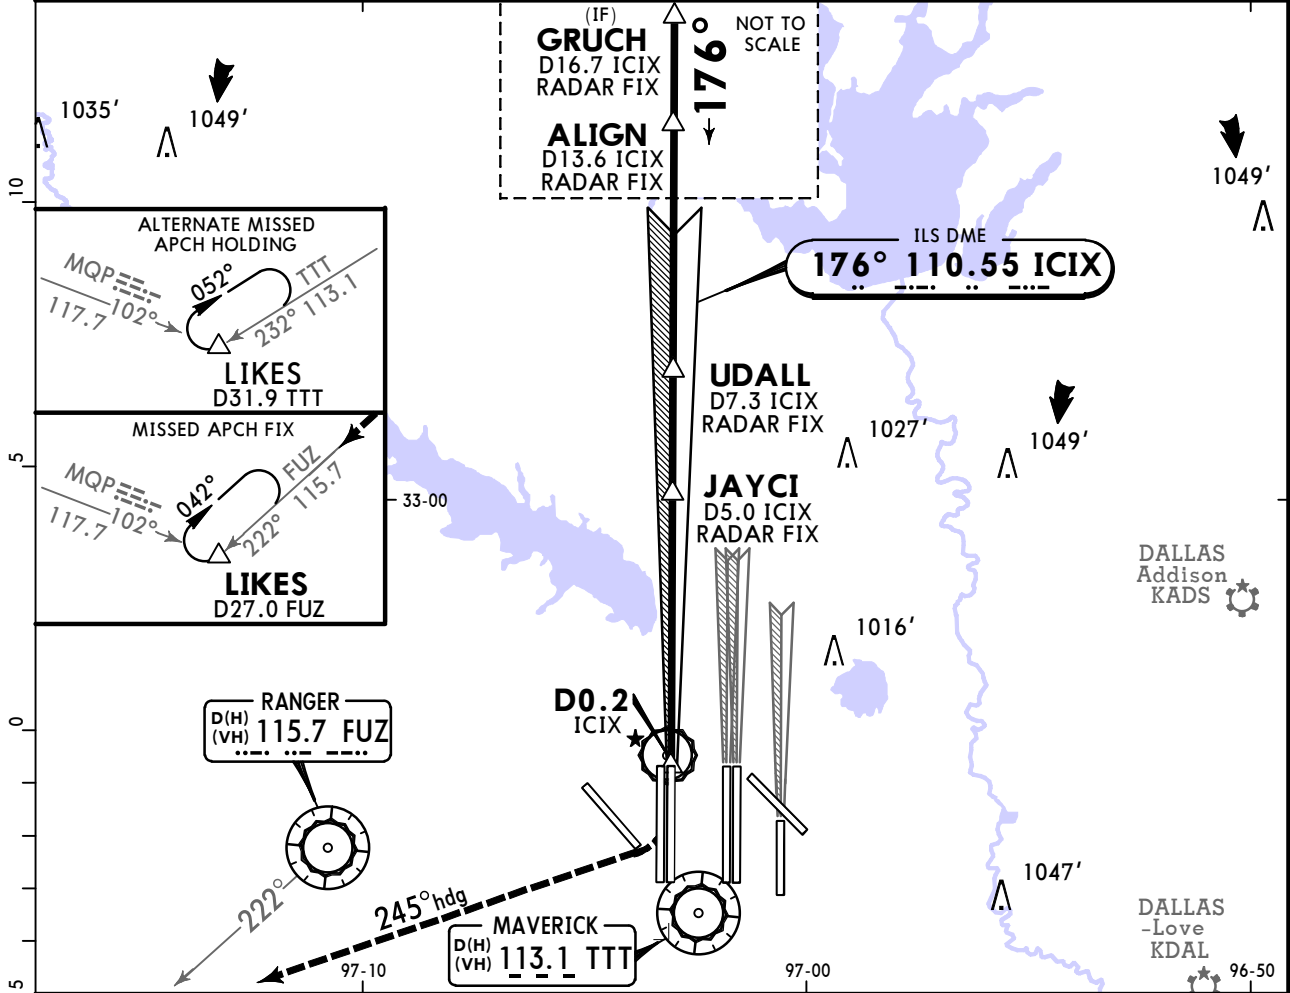 (IF)
GRUCH
D16.7 ICIX
RADAR FIX
176°
NOT TO
SCALE
ALIGN
D13.6 ICIX
RADAR FIX
1035'
1049'
1049'
10
ALTERNATE MISSED
APCH HOLDING
MQP
117.7
102°
052°
TTT
232° 113.1
LIKES
D31.9 TTT
MISSED APCH FIX
MQP
117.7
102°
042°
FUZ
115.7
222°
LIKES
D27.0 FUZ
ILS DME
176° 110.55 ICIX
UDALL
D7.3 ICIX
RADAR FIX
1027'
1049'
5
33-00
JAYCI
D5.0 ICIX
RADAR FIX
DALLAS
Addison
KADS
1016'
D0.2
ICIX
RANGER
D(H)
(VH)
115.7 FUZ
0
222°
245° hdg
MAVERICK
D(H)
(VH)
113.1 TTT
1047'
DALLAS
-Love
KDAL
5
97-10
97-00
96-50